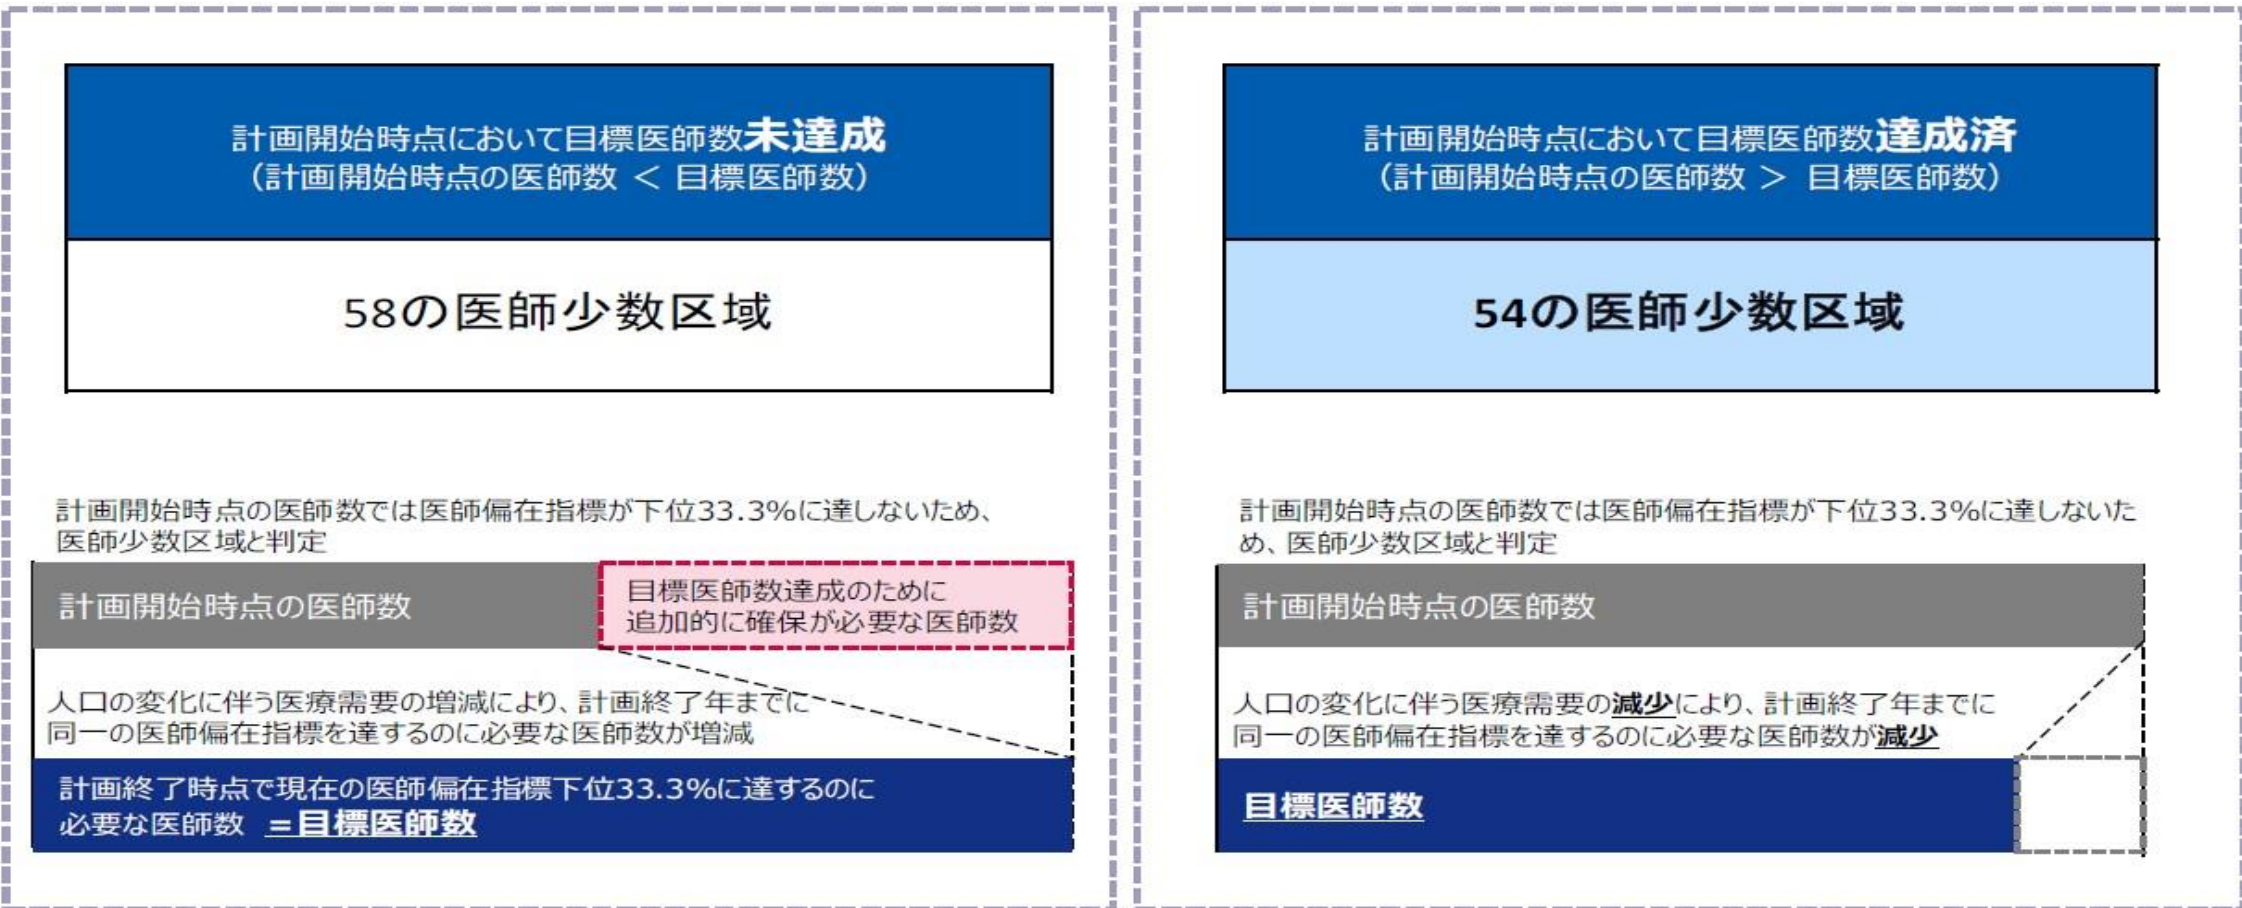 計画開始時点において目標医師数未達成
（計画開始時点の医師数 ＜ 目標医師数）
58の医師少数区域
計画開始時点の医師数では医師偏在指標が下位33.3%に達しないため、
医師少数区域と判定
計画開始時点の医師数
目標医師数達成のために
追加的に確保が必要な医師数
人口の変化に伴う医療需要の増減により、計画終了年までに
同一の医師偏在指標を達するのに必要な医師数が増減
計画終了時点で現在の医師偏在指標下位33.3%に達するのに
必要な医師数 ＝目標医師数
計画開始時点において目標医師数達成済
（計画開始時点の医師数 ＞ 目標医師数）
54の医師少数区域
計画開始時点の医師数では医師偏在指標が下位33.3%に達しないた
め、医師少数区域と判定
計画開始時点の医師数
人口の変化に伴う医療需要の減少により、計画終了年までに
同一の医師偏在指標を達するのに必要な医師数が減少
目標医師数